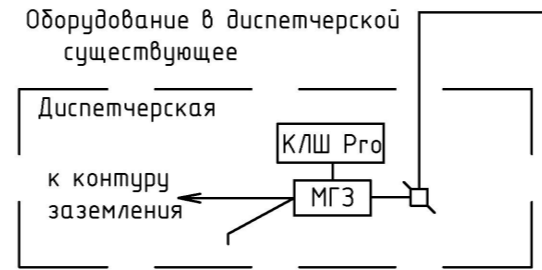 Оборудование в диспетчерской
существующее
Диспетчерская
КЛШ Pro
к контуру
заземления
МГЗ